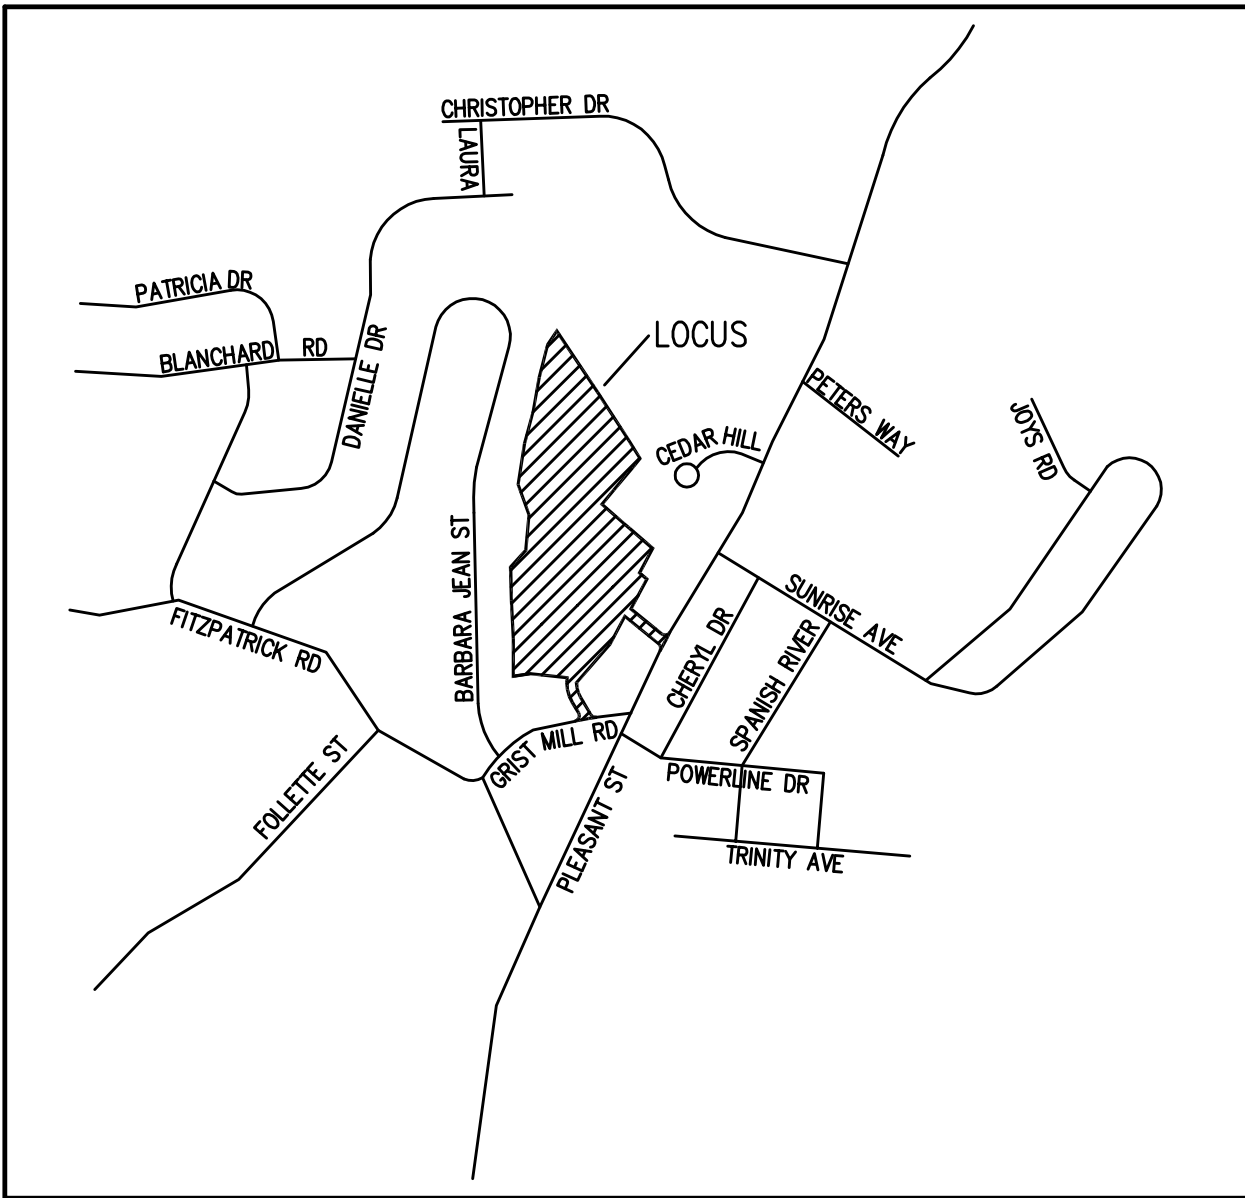 CHRISTOPHER DR
LAURA
PATRICIA DR
BLANCHARD RD
DANIELLE DR
LOCUS
PETERS WAY
JOYS RD
CEDAR HILL
BARBARA JEAN ST
SUNRISE AVE
FITZPATRICK RD
CHERYL DR
SPANISH RIVER
GRIST MILL RD
FOLLETTE ST
POWERLINE DR
PLEASANT ST
TRINITY AVE